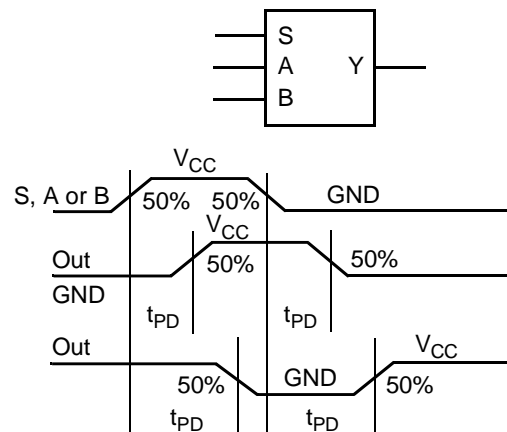 S
A Y
B
VCC
S, A or B 50% 50% GND
VCC
Out 50% 50%
GND
tPD tPD
Out VCC
50% GND 50%
tPD tPD